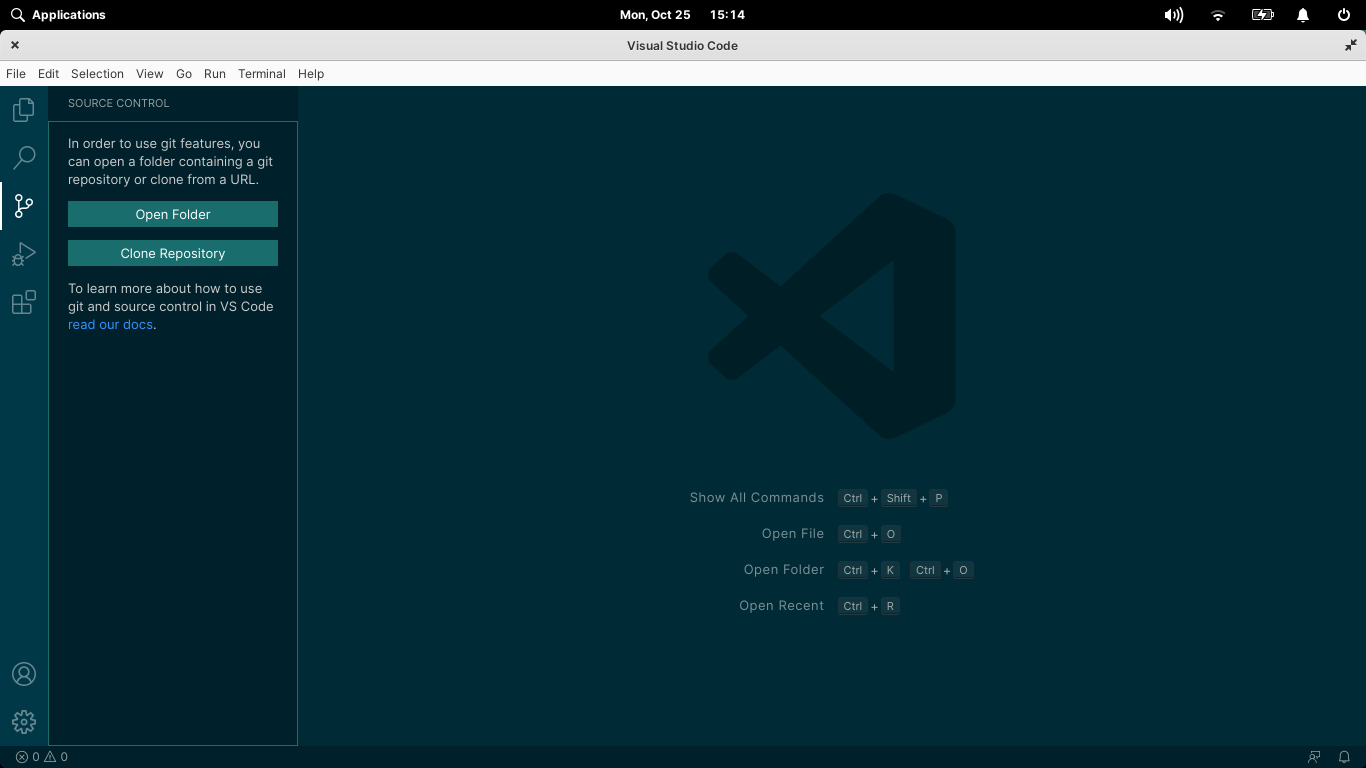 Applications Mon, Oct 25 15:14
Visual Studio Code
File Edit Selection View Go Run Terminal Help
SOURCE CONTROL
In order to use git features, you
can open a folder containing a git
repository or clone from a URL.
Open Folder
Clone Repository
To learn more about how to use
git and source control in VS Code
read our docs.
Show All Commands Ctrl + Shift + P
Open File Ctrl + O
Open Folder Ctrl + K Ctrl + O
Open Recent Ctrl + R
0 0